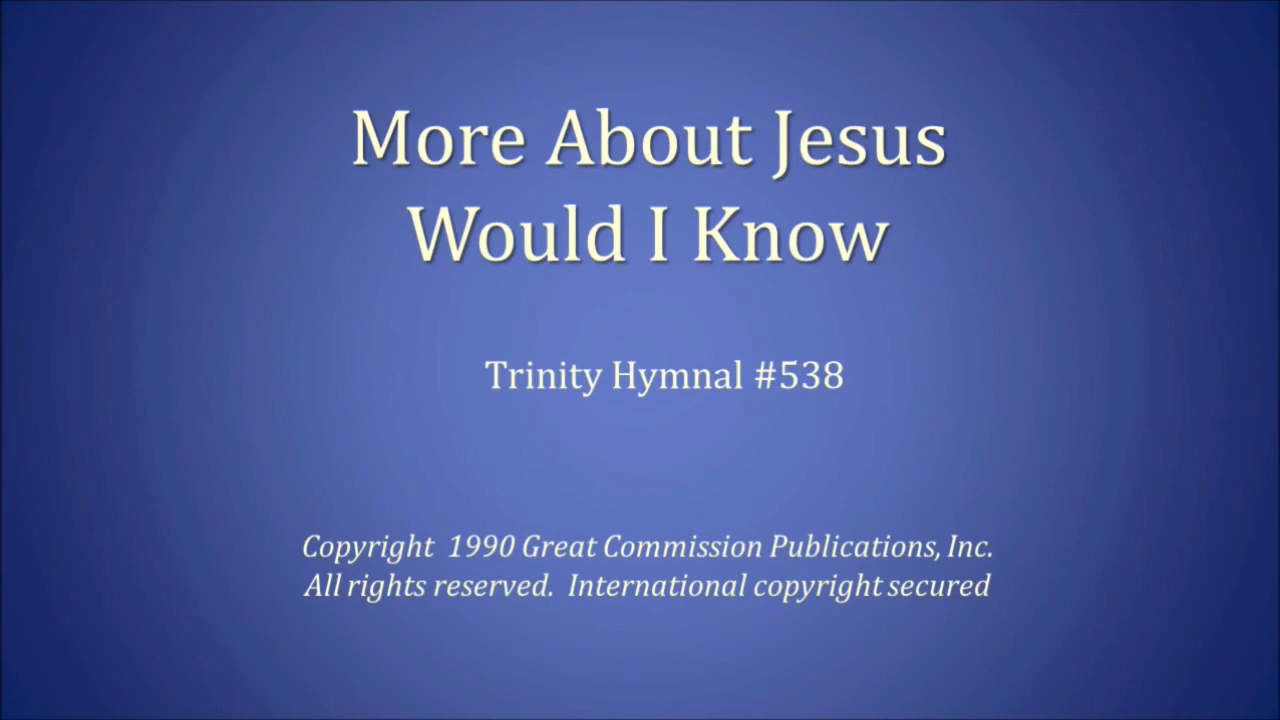 More About Jesus
Would I Know
Trinity Hymnal #538
Copyright  1990 Great Commission Publications, Inc.
All rights reserved.  International copyright secured